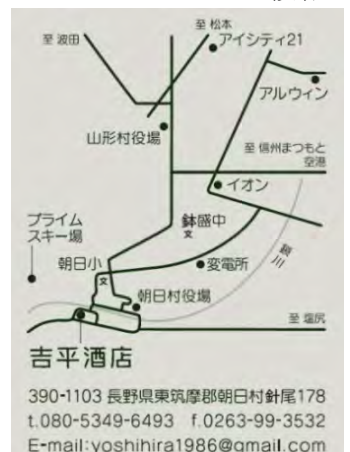 至 松本
至 波田
アイシティ21
アルウィン
山形村役場
至 信州まつもと
空港
イオン
鉢盛中
文
プライム
スキー場
鎖川
朝日小
文
変電所
朝日村役場
至 塩尻
吉平酒店
390-1103 長野県東筑摩郡朝日村針尾178
t.080-5349-6493 f.0263-99-3532
E-mail:yoshihira1986@gmail.com